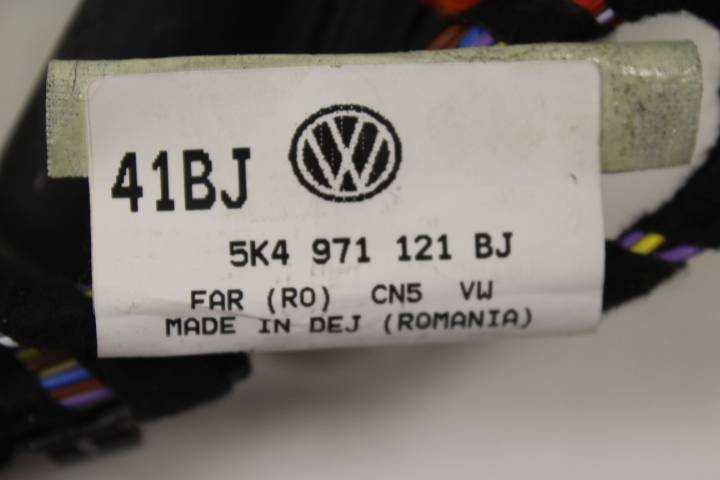 41BJ
5K4 971 121 BJ
FAR (RO) CN5 VW
MADE IN DEJ (ROMANIA)